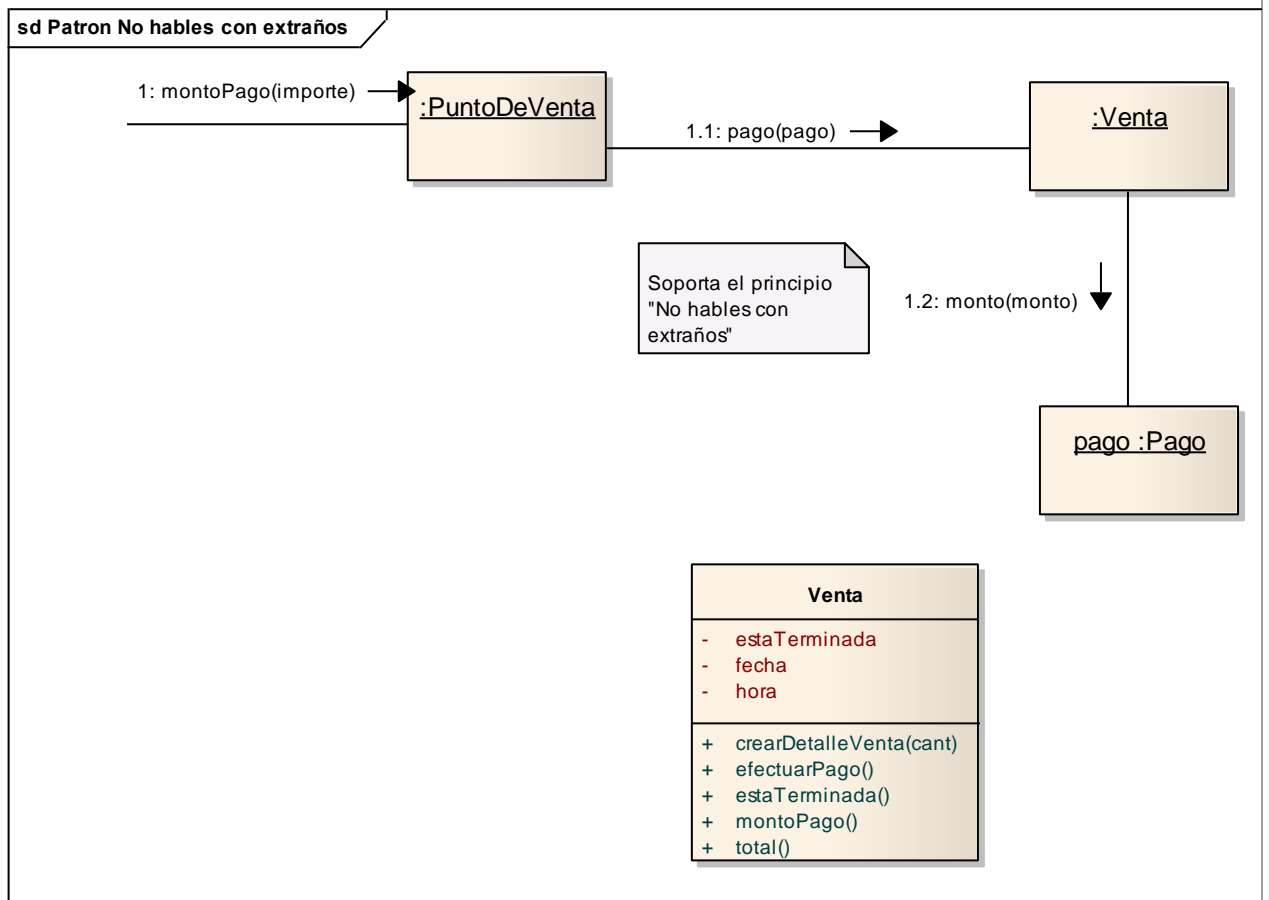 sd Patron No hables con extraños
1: montoPago(importe)
:PuntoDeVenta
1.1: pago(pago)
:Venta
Soporta el principio
"No hables con
extraños"
1.2: monto(monto)
pago :Pago
Venta
- estaTerminada
- fecha
- hora
+ crearDetalleVenta(cant)
+ efectuarPago()
+ estaTerminada()
+ montoPago()
+ total()